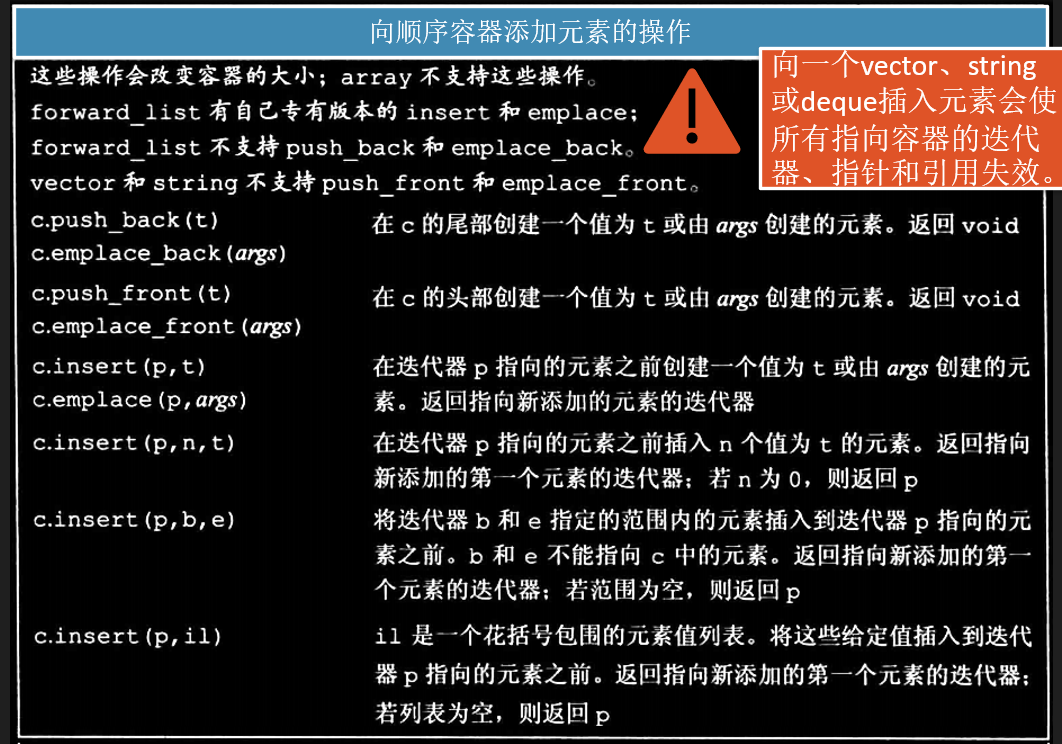 向顺序容器添加元素的操作
向一个vector、string
或deque插入元素会使
所有指向容器的迭代
器、指针和引用失效。
这些操作会改变容器的大小；array 不支持这些操作。
forward_list 有自己专有版本的 insert 和 emplace；
forward_list 不支持 push_back 和 emplace_back。
vector 和 string 不支持 push_front 和 emplace_front。
c.push_back(t)
c.emplace_back(args)
在 c 的尾部创建一个值为 t 或由 args 创建的元素。返回 void
c.push_front(t)
c.emplace_front(args)
在 c 的头部创建一个值为 t 或由 args 创建的元素。返回 void
c.insert(p,t)
c.emplace(p,args)
在迭代器 p 指向的元素之前创建一个值为 t 或由 args 创建的元
素。返回指向新添加的元素的迭代器
c.insert(p,n,t)
在迭代器 p 指向的元素之前插入 n 个值为 t 的元素。返回指向
新添加的第一个元素的迭代器；若 n 为 0，则返回 p
c.insert(p,b,e)
将迭代器 b 和 e 指定的范围内的元素插入到迭代器 p 指向的元
素之前。b 和 e 不能指向 c 中的元素。返回指向新添加的第一
个元素的迭代器；若范围为空，则返回 p
c.insert(p,il)
il 是一个花括号包围的元素值列表。将这些给定值插入到迭代
器 p 指向的元素之前。返回指向新添加的第一个元素的迭代器；
若列表为空，则返回 p